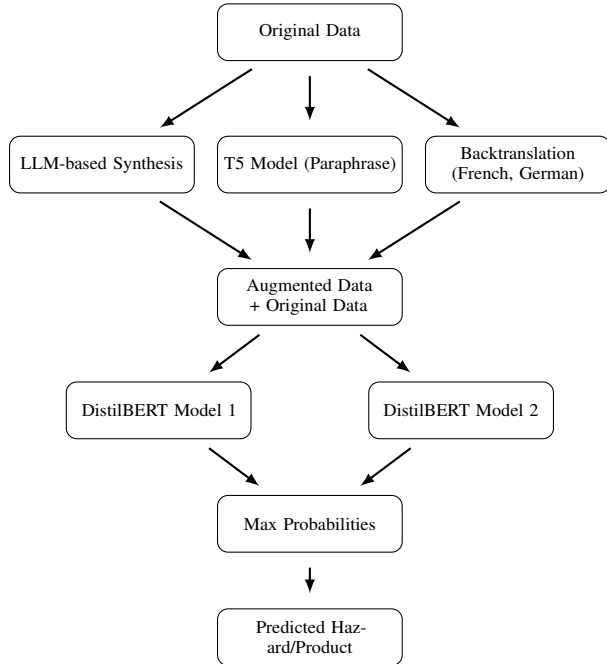 Original Data
LLM-based Synthesis
T5 Model (Paraphrase)
Backtranslation
(French, German)
Augmented Data
+ Original Data
DistilBERT Model 1
DistilBERT Model 2
Max Probabilities
Predicted Haz-
ard/Product